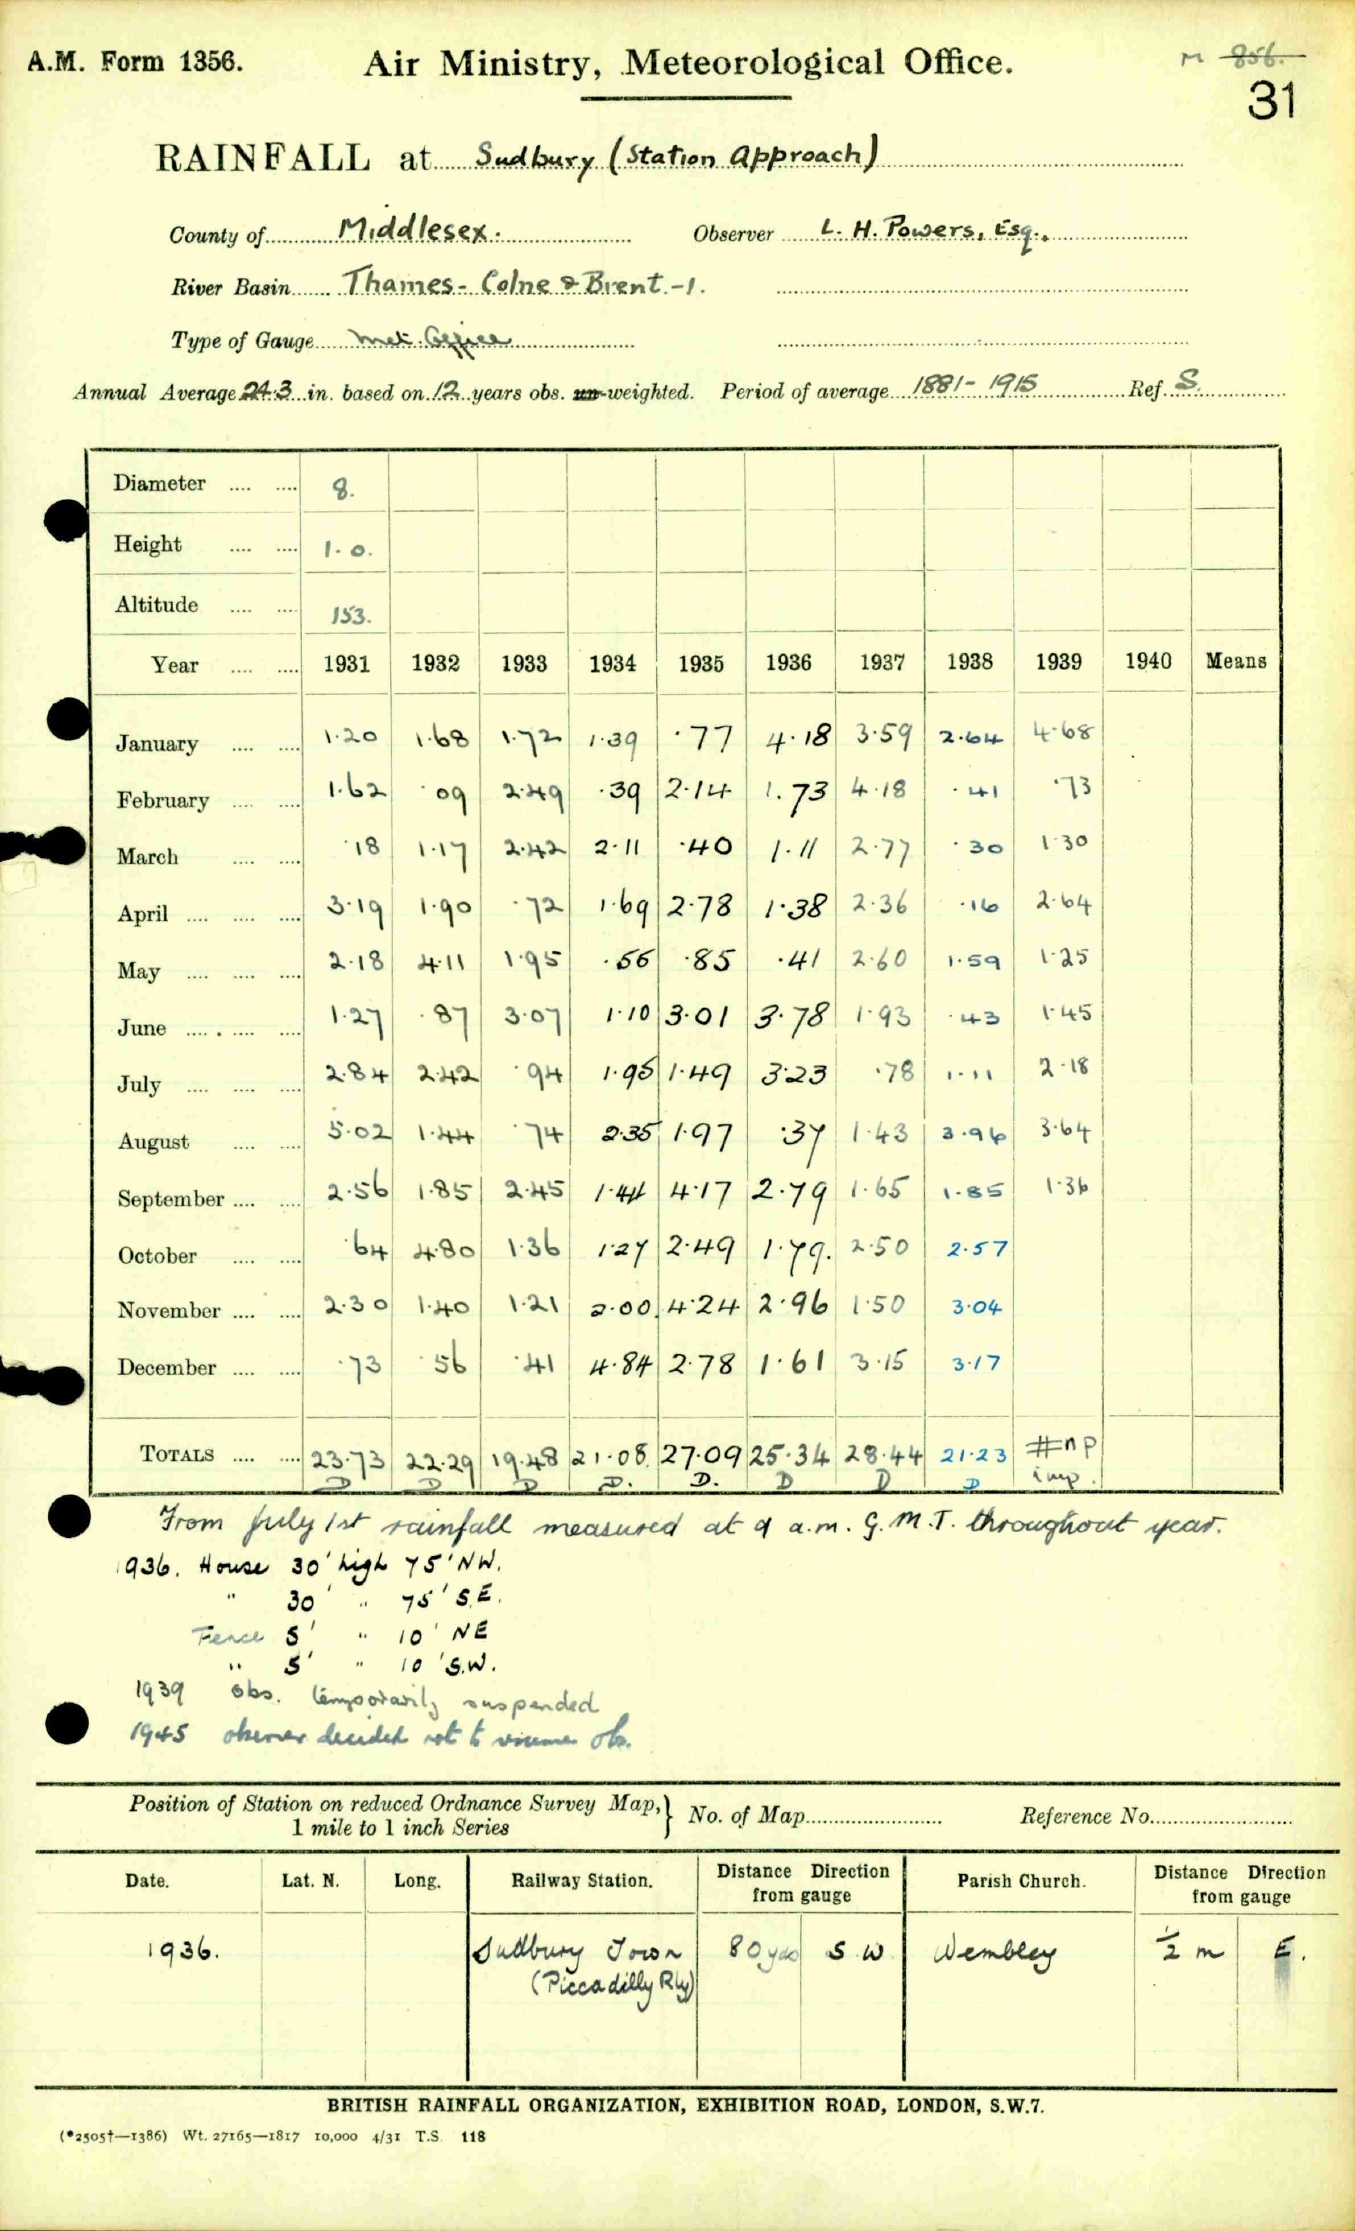 A.M. Form 1356.
Air Ministry, Meteorological Office.
M 856.
31
RAINFALL at Sudbury (Station Approach)
County of Middlesex. Observer L. H. Powers, Esq.
River Basin Thames - Colne & Brent. - 1.
Type of Gauge Met. Office
Annual Average 24.3 in. based on 12 years obs. un-weighted. Period of average 1881 - 1915 Ref. S.
Diameter 8.
Height 1.0.
Altitude 153.
Year 1931 1932 1933 1934 1935 1936 1937 1938 1939 1940 Means
January 1.20 1.68 1.72 1.39 .77 4.18 3.59 2.64 4.68
February 1.62 .09 2.49 .39 2.14 1.73 4.18 .41 .73
March .18 1.17 2.42 2.11 .40 1.11 2.77 .30 1.30
April 3.19 1.90 .72 1.69 2.78 1.38 2.36 .16 2.64
May 2.18 4.11 1.95 .56 .85 .41 2.60 1.59 1.25
June 1.27 .87 3.07 1.10 3.01 3.78 1.93 .43 1.45
July 2.84 2.42 .94 1.95 1.49 3.23 .78 1.11 2.18
August 5.02 1.44 .74 2.35 1.97 .37 1.43 3.96 3.64
September 2.56 1.85 2.45 1.44 4.17 2.79 1.65 1.85 1.36
October .64 4.80 1.36 1.27 2.49 1.79. 2.50 2.57
November 2.30 1.40 1.21 2.00 4.24 2.96 1.50 3.04
December .73 .56 .41 4.84 2.78 1.61 3.15 3.17
TOTALS 23.73 22.29 19.48 21.08 27.09 25.34 28.44 21.23 #np
D D D D. D. D D D imp.
From July 1st rainfall measured at 9 a.m. G.M.T. throughout year.
1936. House 30' high 75' NW.
" 30' " 75' S.E.
Fence 5' " 10' NE
" 5' " 10' S.W.
1939 obs. temporarily suspended
1945 observer decided not to resume obs.
Position of Station on reduced Ordnance Survey Map, } No. of Map Reference No.
1 mile to 1 inch Series
Date. Lat. N. Long. Railway Station. Distance Direction from gauge Parish Church. Distance Direction from gauge
1936. Sudbury Town 80 yds S W Wembley ½ m E.
(Piccadilly Rly)
BRITISH RAINFALL ORGANIZATION, EXHIBITION ROAD, LONDON, S.W.7.
(*2505†—1386) Wt. 27165—1817 10,000 4/31 T.S. 118